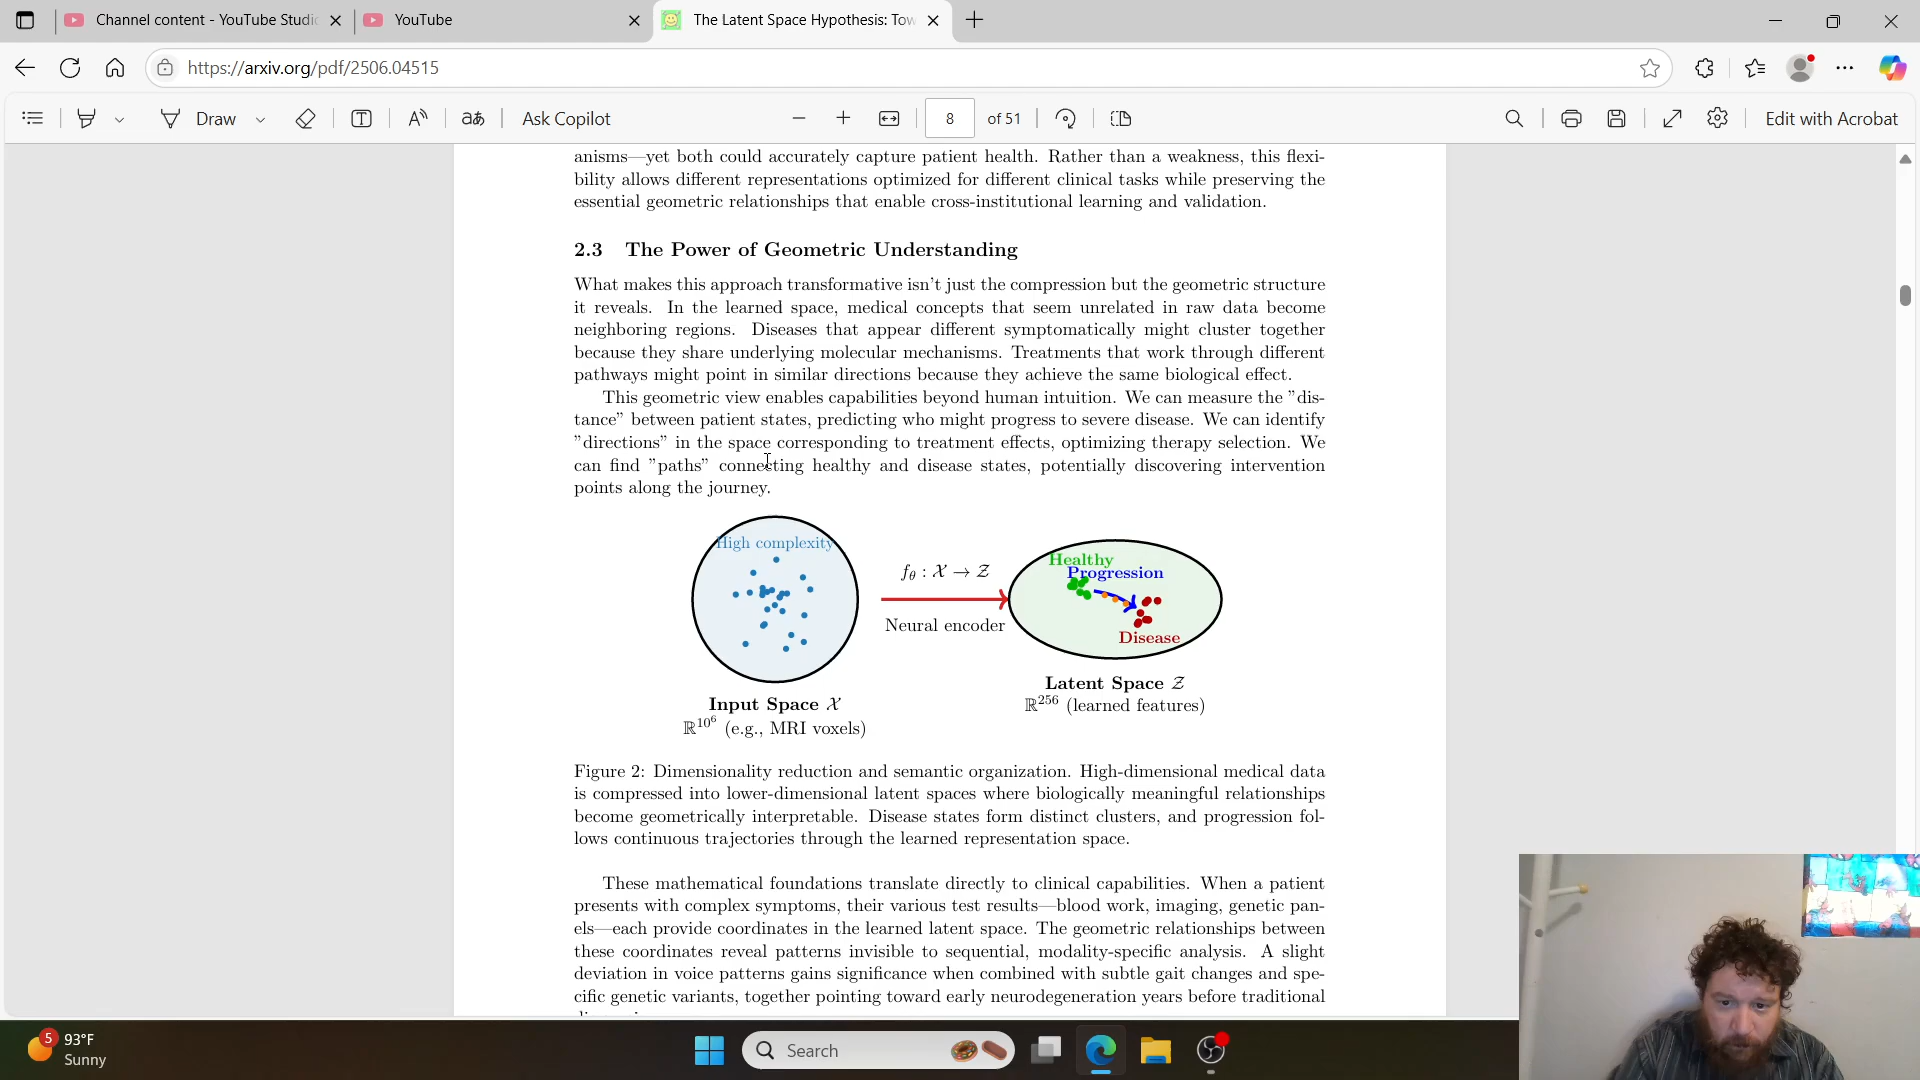 Channel content - YouTube Studio
YouTube
The Latent Space Hypothesis: Tow
https://arxiv.org/pdf/2506.04515
Draw
Ask Copilot
8
of 51
Edit with Acrobat
anisms—yet both could accurately capture patient health. Rather than a weakness, this flexi-
bility allows different representations optimized for different clinical tasks while preserving the
essential geometric relationships that enable cross-institutional learning and validation.
2.3 The Power of Geometric Understanding
What makes this approach transformative isn't just the compression but the geometric structure
it reveals. In the learned space, medical concepts that seem unrelated in raw data become
neighboring regions. Diseases that appear different symptomatically might cluster together
because they share underlying molecular mechanisms. Treatments that work through different
pathways might point in similar directions because they achieve the same biological effect.
This geometric view enables capabilities beyond human intuition. We can measure the ”dis-
tance” between patient states, predicting who might progress to severe disease. We can identify
”directions” in the space corresponding to treatment effects, optimizing therapy selection. We
can find ”paths” connecting healthy and disease states, potentially discovering intervention
points along the journey.
High complexity
Input Space 𝒳
ℝ^10^6 (e.g., MRI voxels)
f_θ : 𝒳 → 𝒵
Neural encoder
Healthy
Progression
Disease
Latent Space 𝒵
ℝ^256 (learned features)
Figure 2: Dimensionality reduction and semantic organization. High-dimensional medical data
is compressed into lower-dimensional latent spaces where biologically meaningful relationships
become geometrically interpretable. Disease states form distinct clusters, and progression fol-
lows continuous trajectories through the learned representation space.
These mathematical foundations translate directly to clinical capabilities. When a patient
presents with complex symptoms, their various test results—blood work, imaging, genetic pan-
els—each provide coordinates in the learned latent space. The geometric relationships between
these coordinates reveal patterns invisible to sequential, modality-specific analysis. A slight
deviation in voice patterns gains significance when combined with subtle gait changes and spe-
cific genetic variants, together pointing toward early neurodegeneration years before traditional
5
93°F
Sunny
Search